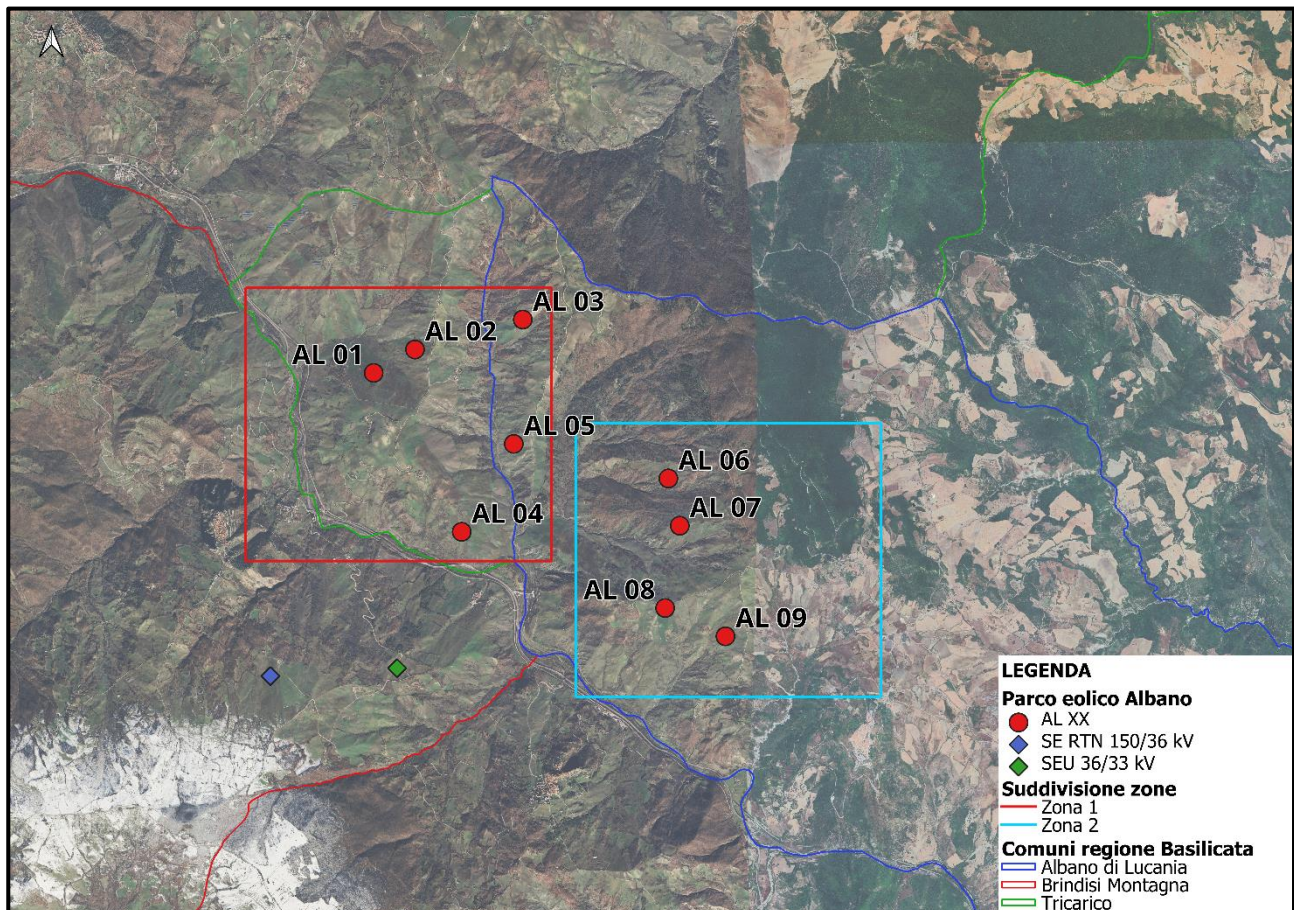 AL 03
AL 02
AL 01
AL 05
AL 06
AL 07
AL 04
AL 08
AL 09
LEGENDA
Parco eolico Albano
AL XX
SE RTN 150/36 kV
SEU 36/33 kV
Suddivisione zone
Zona 1
Zona 2
Comuni regione Basilicata
Albano di Lucania
Brindisi Montagna
Tricarico